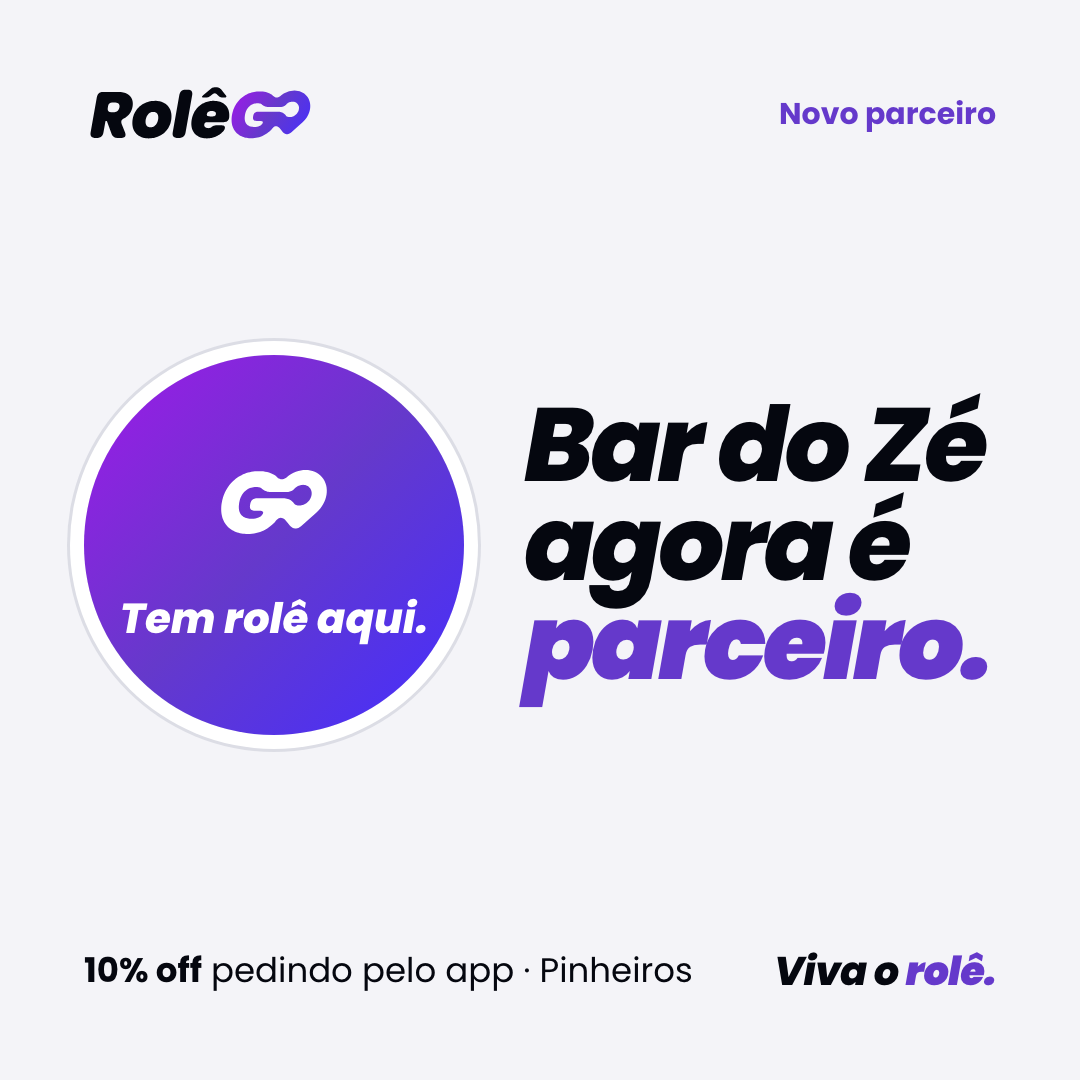 RolêGO
Novo parceiro
GO
Tem rolê aqui.
Bar do Zé
agora é
parceiro.
10% off pedindo pelo app · Pinheiros
Viva o rolê.